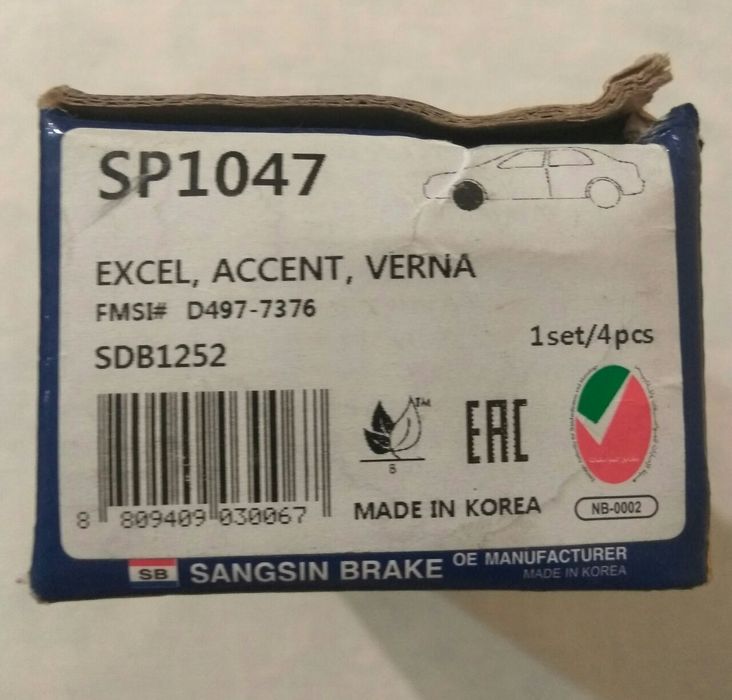 SP1047
EXCEL, ACCENT, VERNA
FMSI# D497-7376
SDB1252
1set/4pcs
8 809409 030067
TM
8
EAC
MADE IN KOREA
NB-0002
SB SANGSIN BRAKE
OE MANUFACTURER
MADE IN KOREA